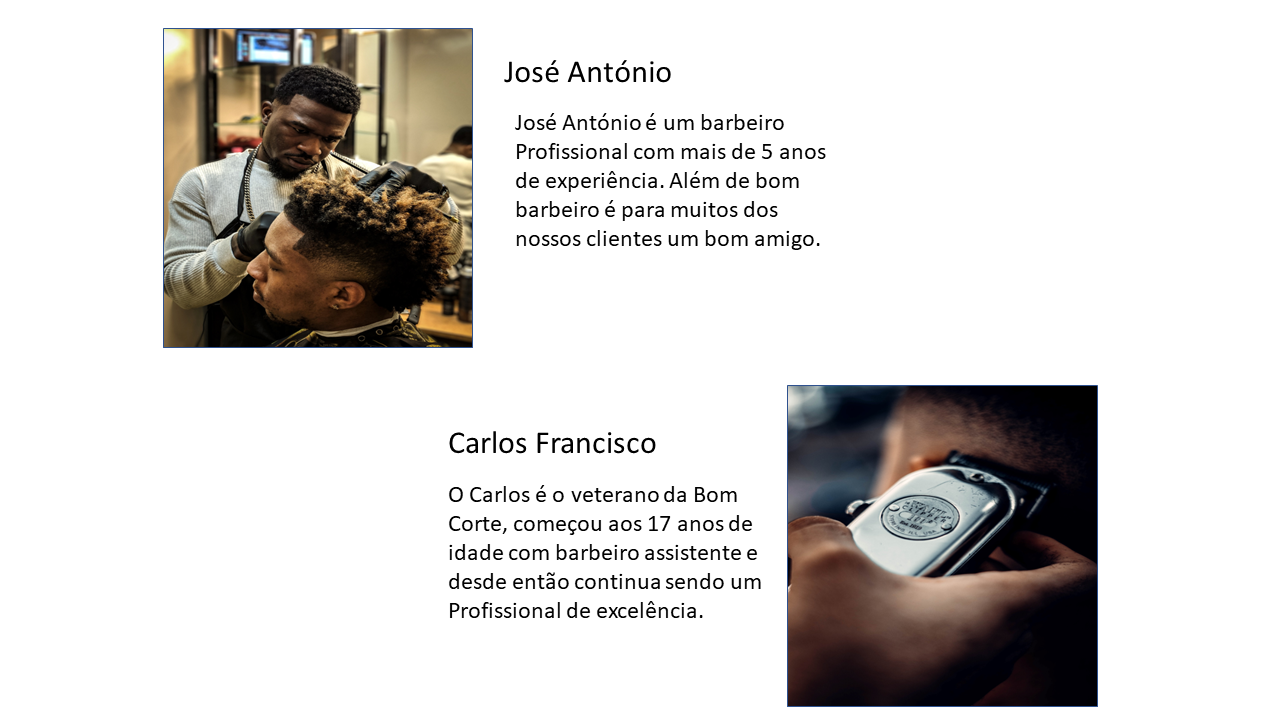 José António
José António é um barbeiro
Profissional com mais de 5 anos
de experiência. Além de bom
barbeiro é para muitos dos
nossos clientes um bom amigo.
Carlos Francisco
O Carlos é o veterano da Bom
Corte, começou aos 17 anos de
idade com barbeiro assistente e
desde então continua sendo um
Profissional de excelência.